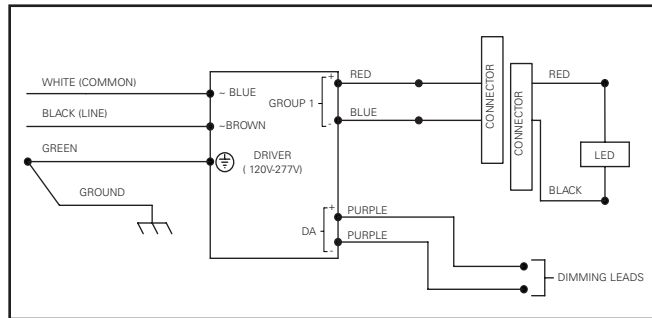 WHITE (COMMON)
BLACK (LINE)
GREEN
GROUND
~ BLUE
~BROWN
DRIVER
( 120V-277V)
GROUP 1
+
-
DA
+
-
RED
BLUE
PURPLE
PURPLE
CONNECTOR
CONNECTOR
RED
LED
BLACK
DIMMING LEADS